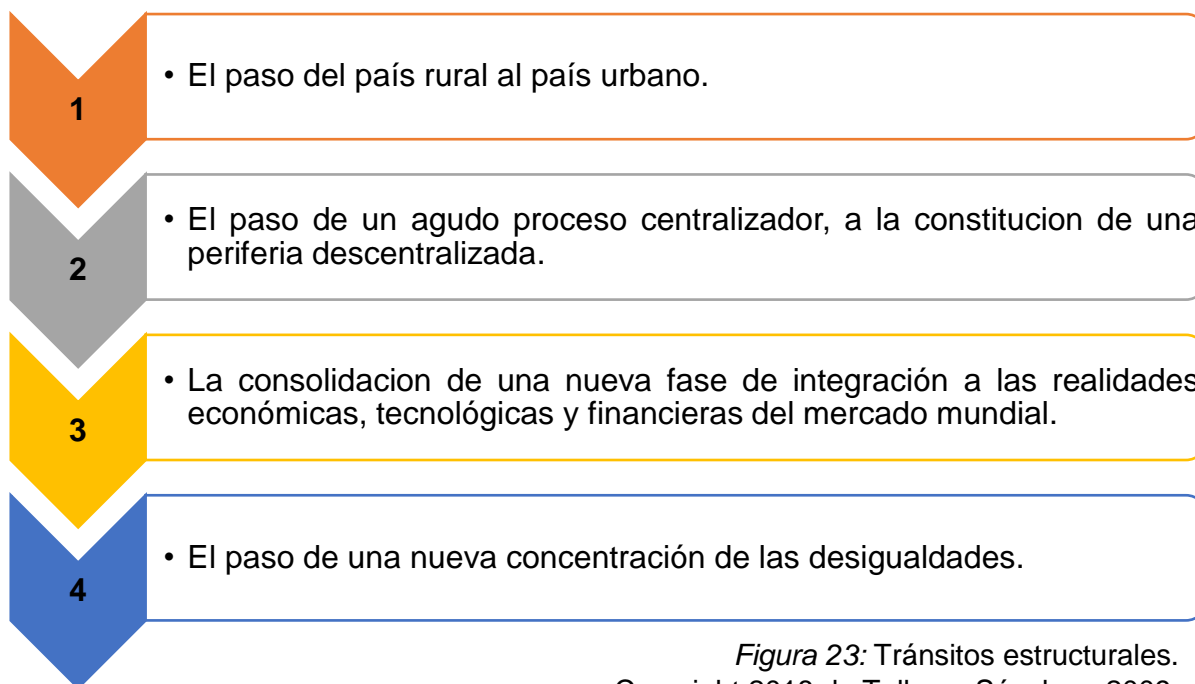 1
• El paso del país rural al país urbano.
2
• El paso de un agudo proceso centralizador, a la constitucion de una
periferia descentralizada.
3
• La consolidacion de una nueva fase de integración a las realidades
económicas, tecnológicas y financieras del mercado mundial.
4
• El paso de una nueva concentración de las desigualdades.
Figura 23: Tránsitos estructurales.